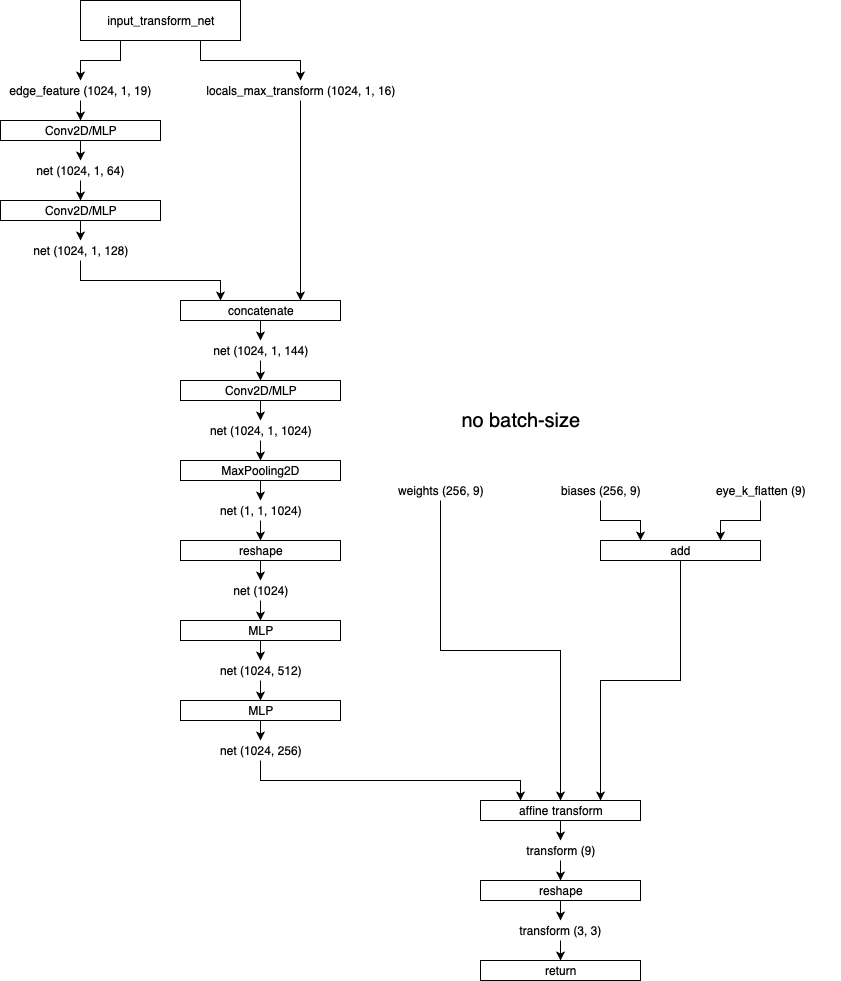 input_transform_net
edge_feature (1024, 1, 19)
locals_max_transform (1024, 1, 16)
Conv2D/MLP
net (1024, 1, 64)
Conv2D/MLP
net (1024, 1, 128)
concatenate
net (1024, 1, 144)
Conv2D/MLP
net (1024, 1, 1024)
no batch-size
MaxPooling2D
weights (256, 9)
biases (256, 9)
eye_k_flatten (9)
net (1, 1, 1024)
reshape
add
net (1024)
MLP
net (1024, 512)
MLP
net (1024, 256)
affine transform
transform (9)
reshape
transform (3, 3)
return